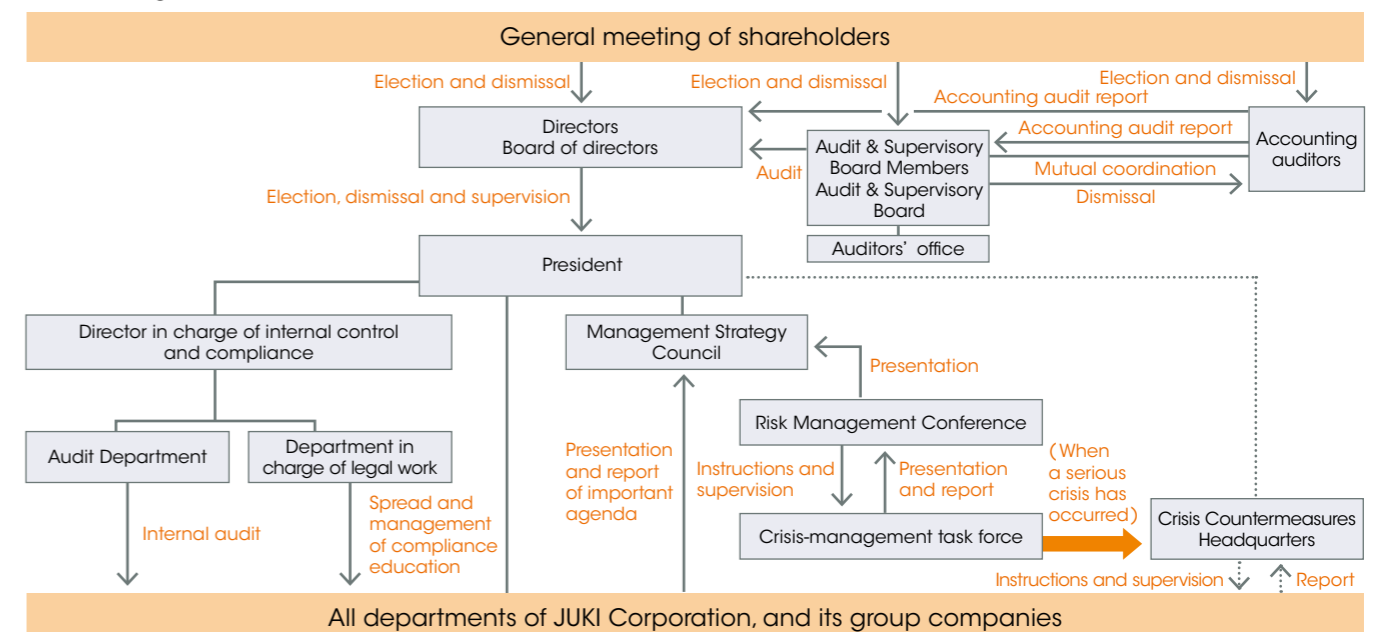 General meeting of shareholders
Election and dismissal
Election and dismissal
Election and dismissal
Accounting audit report
Directors
Board of directors
Audit
Audit & Supervisory
Board Members
Audit & Supervisory
Board
Accounting audit report
Mutual coordination
Dismissal
Accounting
auditors
Auditors' office
Election, dismissal and supervision
President
Director in charge of internal control
and compliance
Management Strategy
Council
Presentation
Risk Management Conference
Audit Department
Department in
charge of legal work
Presentation
and report
of important
agenda
Instructions and
supervision
Presentation
and report
(When
a serious
crisis has
occurred)
Internal audit
Spread and
management
of compliance
education
Crisis-management task force
Crisis Countermeasures
Headquarters
Instructions and supervision
Report
All departments of JUKI Corporation, and its group companies